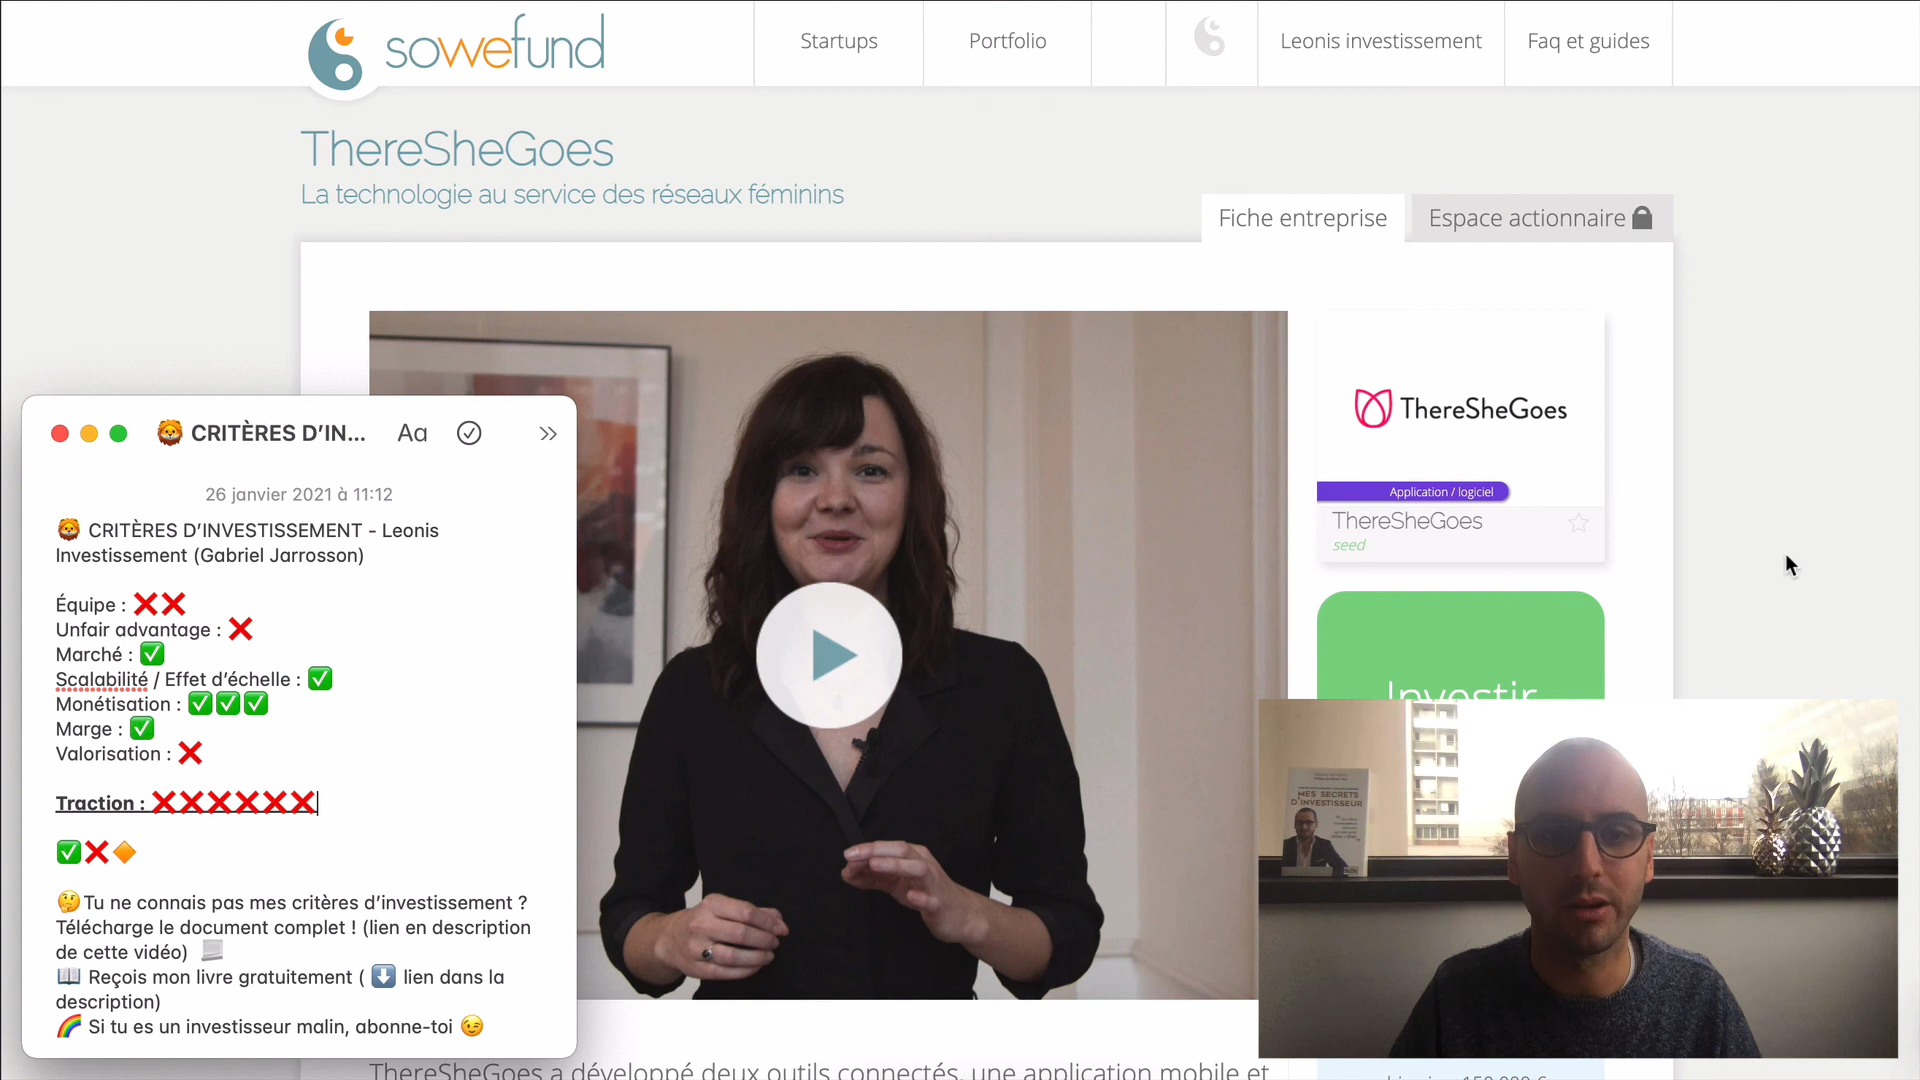 sowefund
Startups
Portfolio
Leonis investissement
Faq et guides
ThereSheGoes
La technologie au service des réseaux féminins
Fiche entreprise
Espace actionnaire
ThereSheGoes
Application / logiciel
ThereSheGoes
seed
Investir
🦁 CRITÈRES D’IN...
Aa
26 janvier 2021 à 11:12
🦁 CRITÈRES D’INVESTISSEMENT - Leonis
Investissement (Gabriel Jarrosson)
Équipe : ❌❌
Unfair advantage : ❌
Marché : ✅
Scalabilité / Effet d’échelle : ✅
Monétisation : ✅✅✅
Marge : ✅
Valorisation : ❌
Traction : ❌❌❌❌❌❌
✅❌🔶
🤔Tu ne connais pas mes critères d’investissement ?
Télécharge le document complet ! (lien en description
de cette vidéo) 📜
📖 Reçois mon livre gratuitement ( ⬇️ lien dans la
description)
🌈 Si tu es un investisseur malin, abonne-toi 😉
MES SECRETS
D'INVESTISSEUR
ThereSheGoes a développé deux outils connectés, une application mobile et
150 000 €